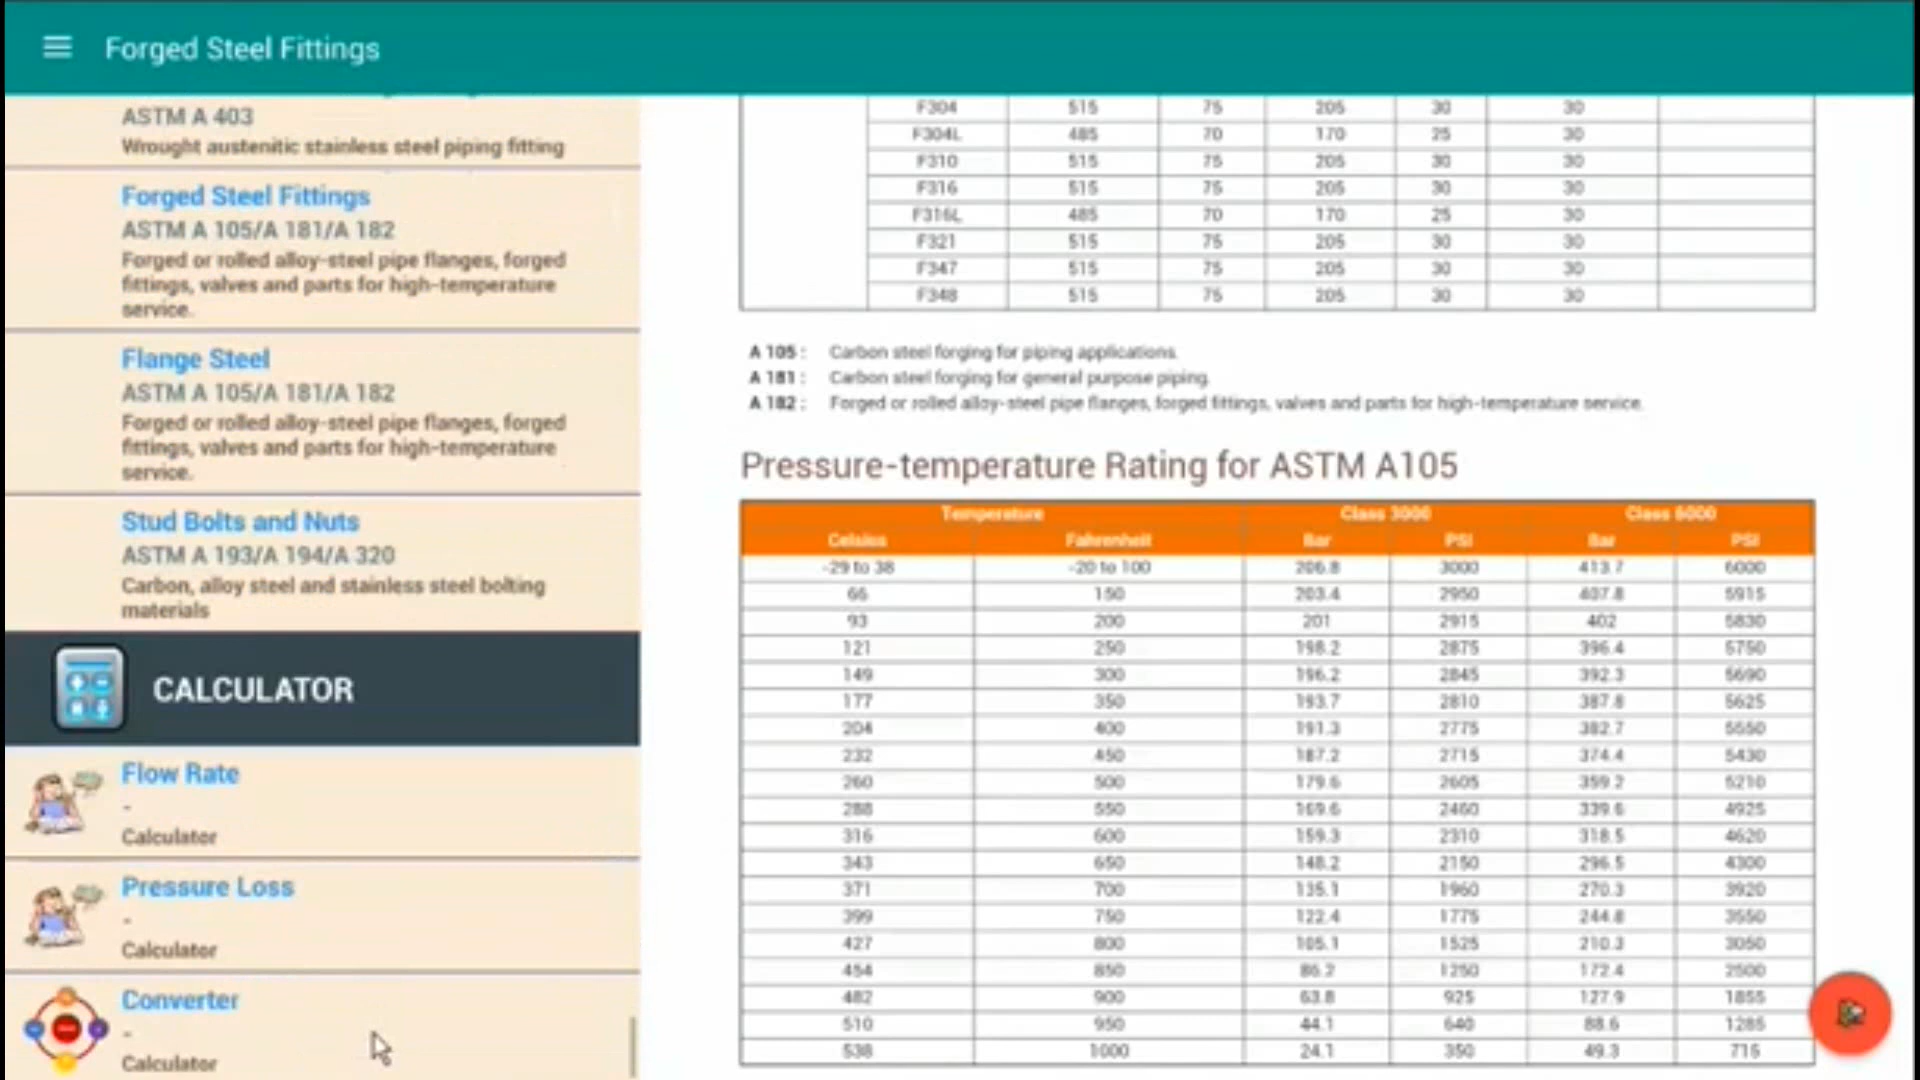 Forged Steel Fittings
ASTM A 403
Wrought austenitic stainless steel piping fitting
Forged Steel Fittings
ASTM A 105/A 181/A 182
Forged or rolled alloy-steel pipe flanges, forged
fittings, valves and parts for high-temperature
service.
Flange Steel
ASTM A 105/A 181/A 182
Forged or rolled alloy-steel pipe flanges, forged
fittings, valves and parts for high-temperature
service.
Stud Bolts and Nuts
ASTM A 193/A 194/A 320
Carbon, alloy steel and stainless steel bolting
materials
CALCULATOR
Flow Rate
-
Calculator
Pressure Loss
-
Calculator
Converter
-
Calculator
F304 515 75 205 30 30
F304L 485 70 170 25 30
F310 515 75 205 30 30
F316 515 75 205 30 30
F316L 485 70 170 25 30
F321 515 75 205 30 30
F347 515 75 205 30 30
F348 515 75 205 30 30
A 105 : Carbon steel forging for piping applications.
A 181 : Carbon steel forging for general purpose piping.
A 182 : Forged or rolled alloy-steel pipe flanges, forged fittings, valves and parts for high-temperature service.
Pressure-temperature Rating for ASTM A105
Temperature Class 3000 Class 6000
Celsius Fahrenheit Bar PSI Bar PSI
-29 to 38 -20 to 100 206.8 3000 413.7 6000
66 150 203.4 2950 407.8 5915
93 200 201 2915 402 5830
121 250 198.2 2875 396.4 5750
149 300 196.2 2845 392.3 5690
177 350 193.7 2810 387.8 5625
204 400 191.3 2775 382.7 5550
232 450 187.2 2715 374.4 5430
260 500 179.6 2605 359.2 5210
288 550 169.6 2460 339.6 4925
316 600 159.3 2310 318.5 4620
343 650 148.2 2150 296.5 4300
371 700 135.1 1960 270.3 3920
399 750 122.4 1775 244.8 3550
427 800 105.1 1525 210.3 3050
454 850 86.2 1250 172.4 2500
482 900 63.8 925 127.9 1855
510 950 44.1 640 88.6 1285
538 1000 24.1 350 49.3 715